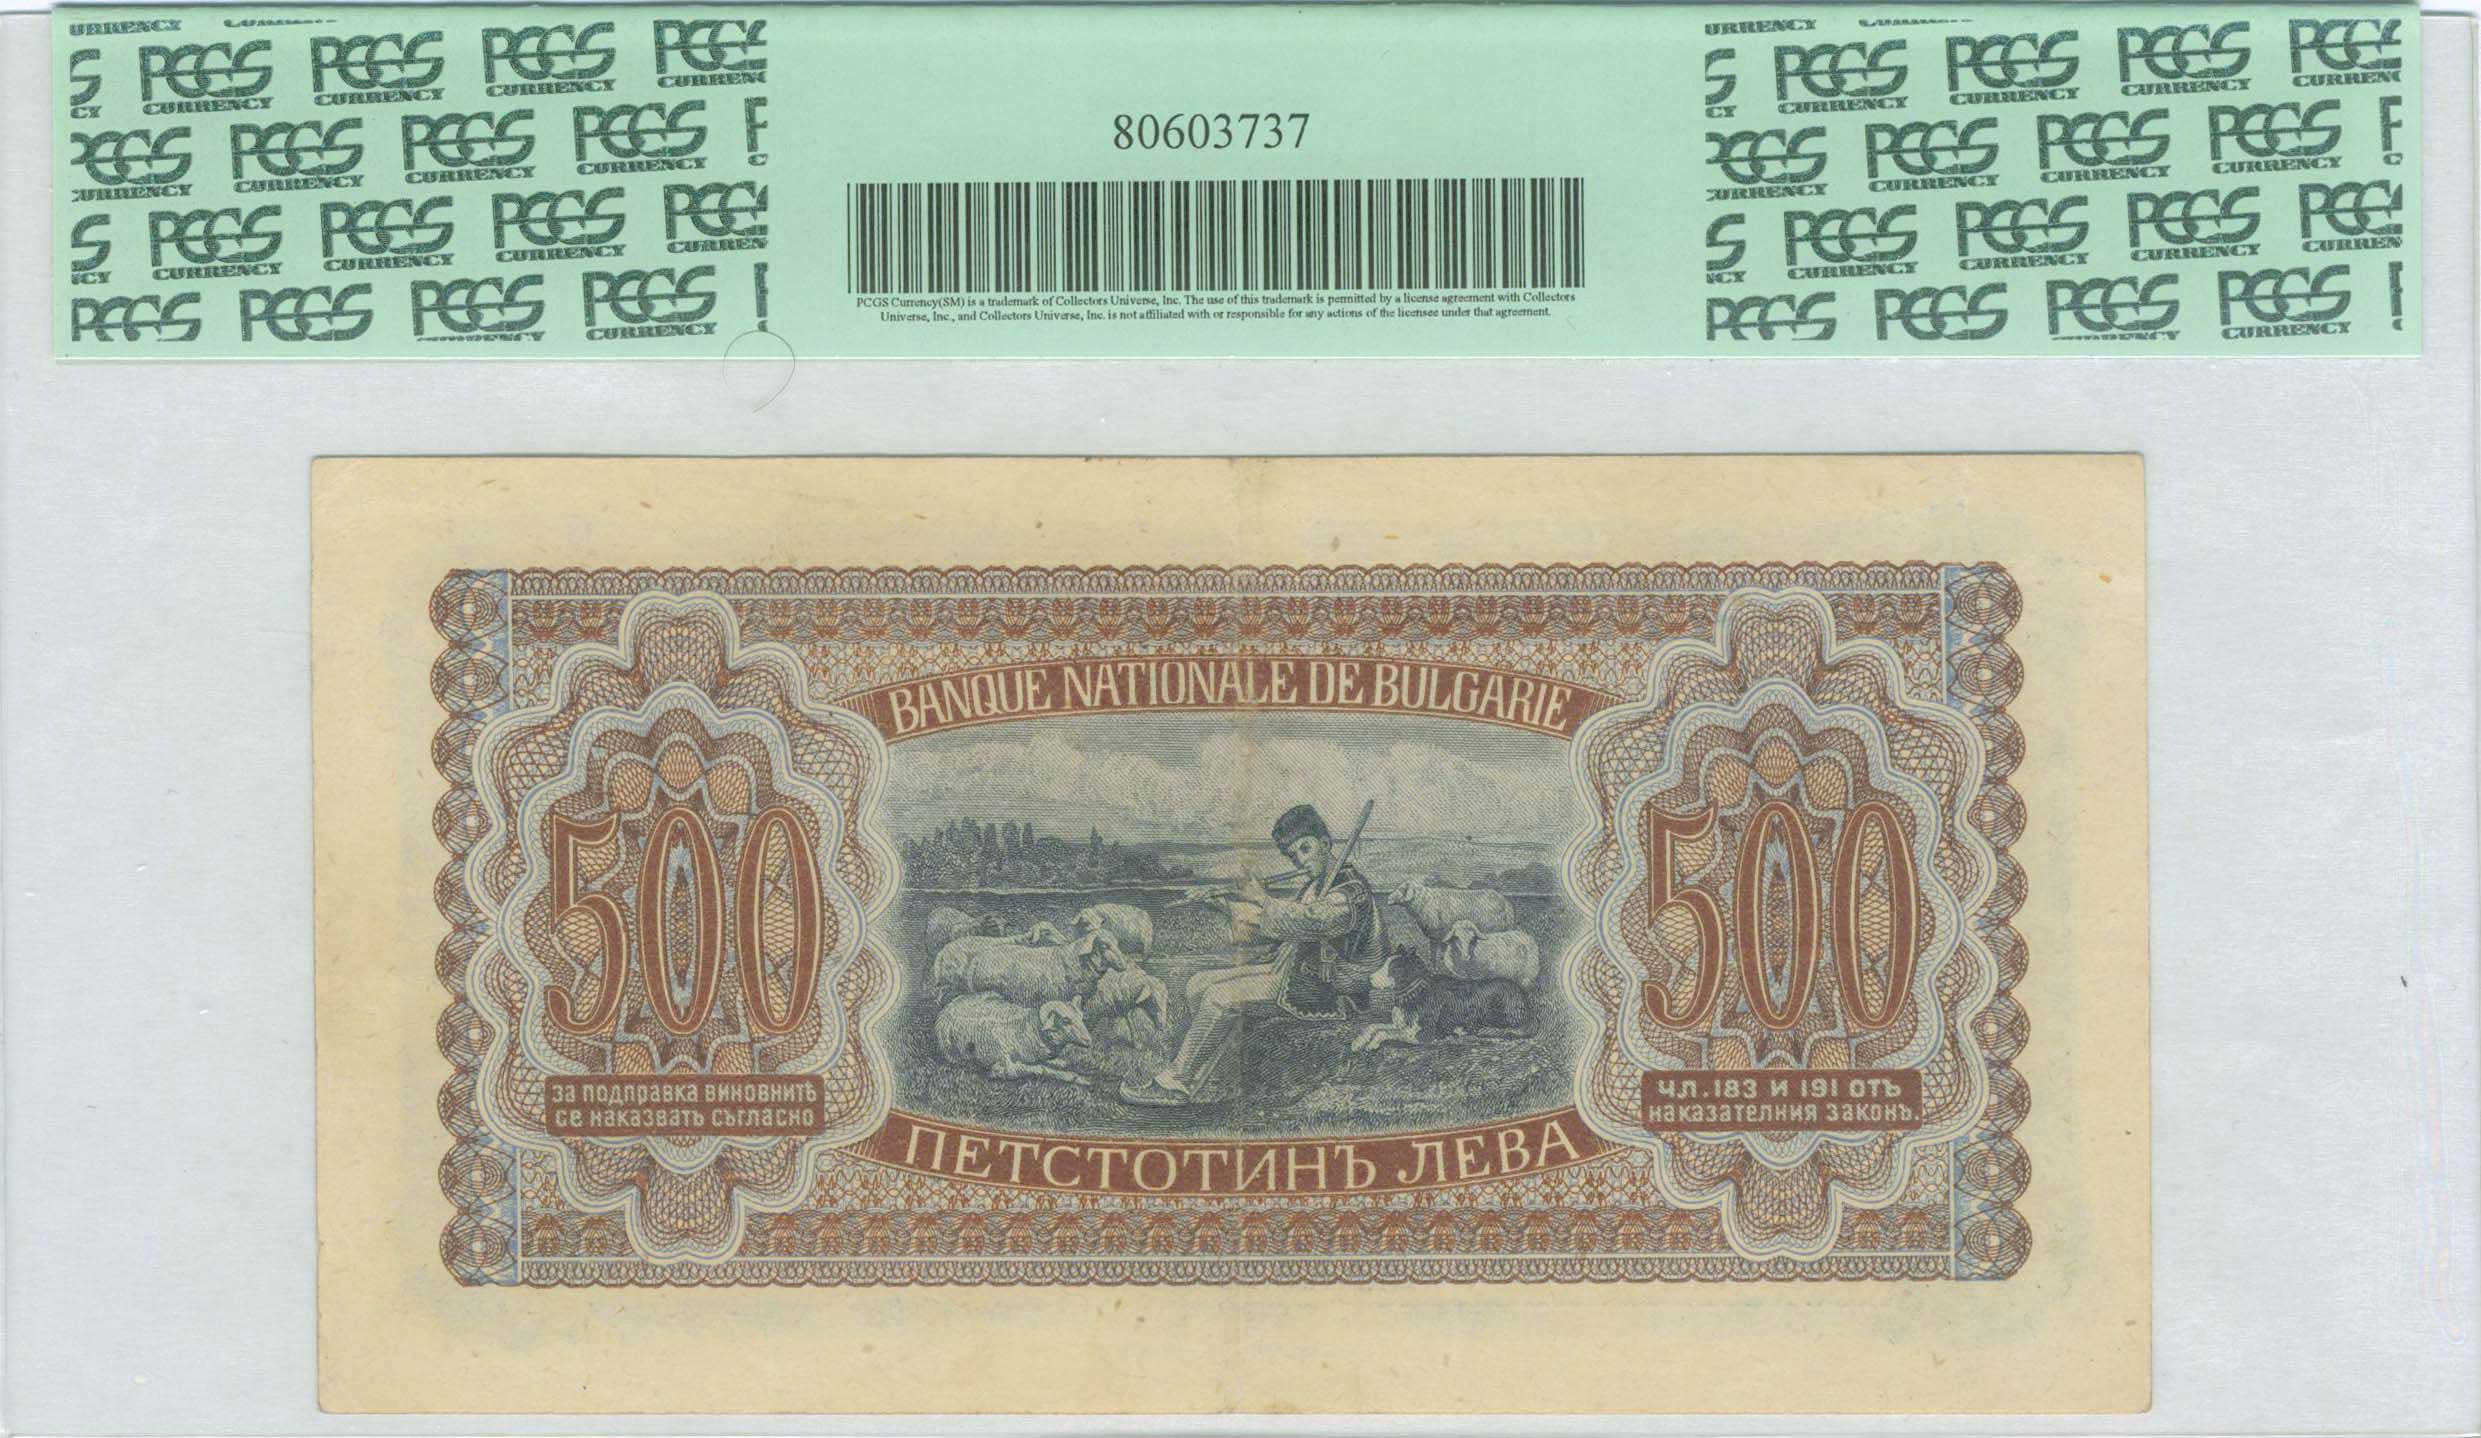 PCGS CURRENCY
80603737
PCGS Currency(SM) is a trademark of Collectors Universe, Inc. The use of this trademark is permitted by a license agreement with Collectors
Universe, Inc., and Collectors Universe, Inc. is not affiliated with or responsible for any actions of the licensee under that agreement.
BANQUE NATIONALE DE BULGARIE
500
500
ЗА ПОДПРАВКА ВИНОВНИТѢ
СЕ НАКАЗВАТЪ СЪГЛАСНО
ЧЛ. 183 И 191 ОТЪ
НАКАЗАТЕЛНИЯ ЗАКОНЪ.
ПЕТСТОТИНЪ ЛЕВА